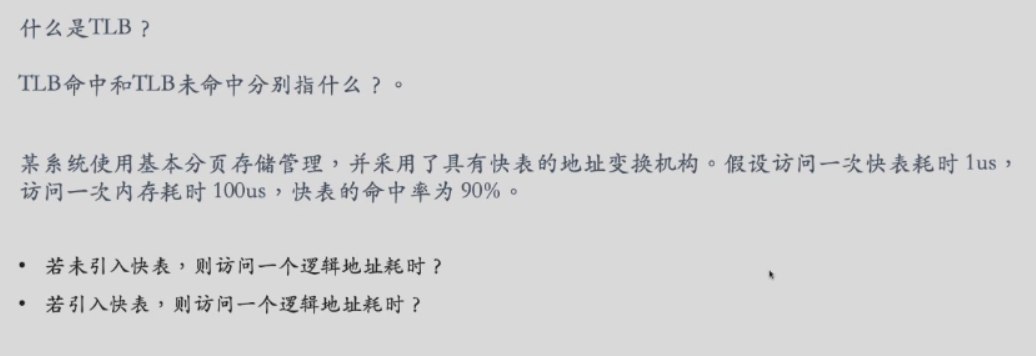 什么是TLB？
TLB命中和TLB未命中分别指什么？。
某系统使用基本分页存储管理，并采用了具有快表的地址变换机构。假设访问一次快表耗时 1us，
访问一次内存耗时 100us，快表的命中率为 90%。
• 若未引入快表，则访问一个逻辑地址耗时？
• 若引入快表，则访问一个逻辑地址耗时？